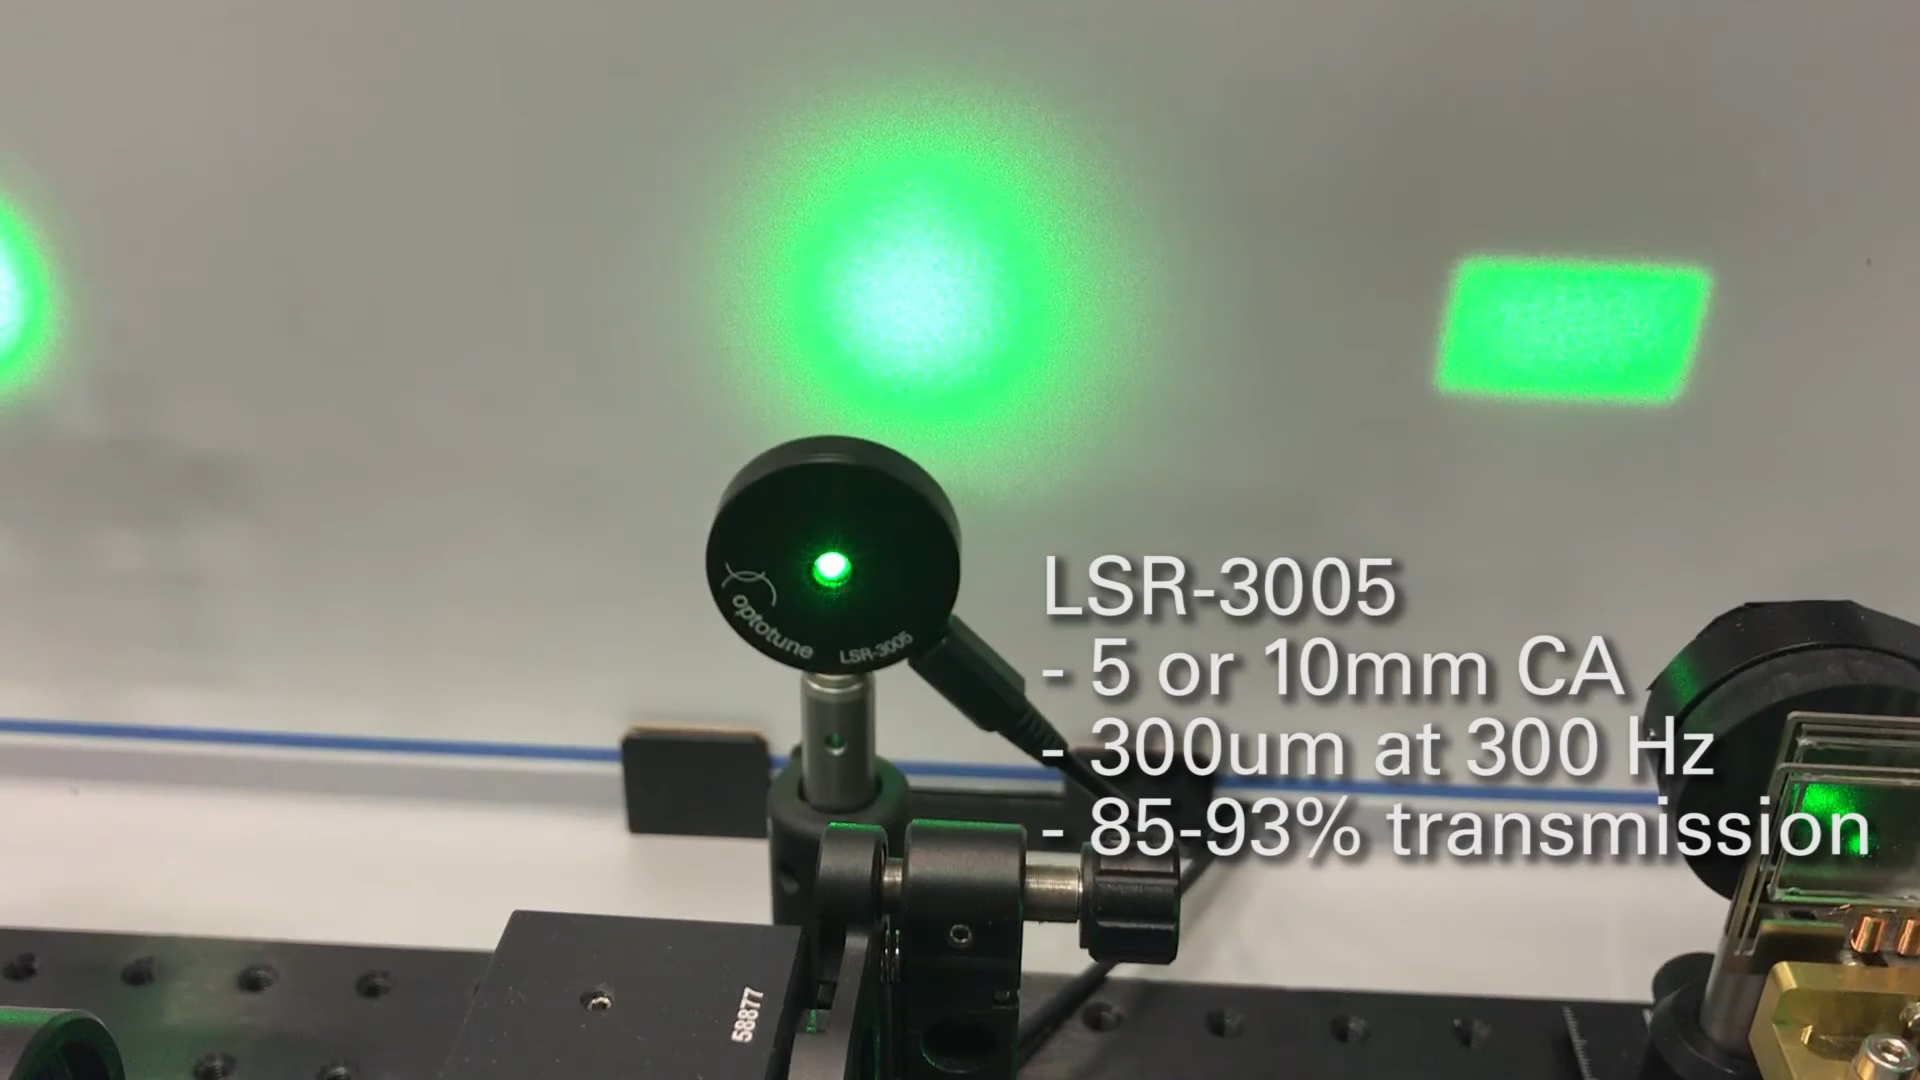 optotune
LSR-3005
LSR-3005
- 5 or 10mm CA
- 300um at 300 Hz
- 85-93% transmission
58877